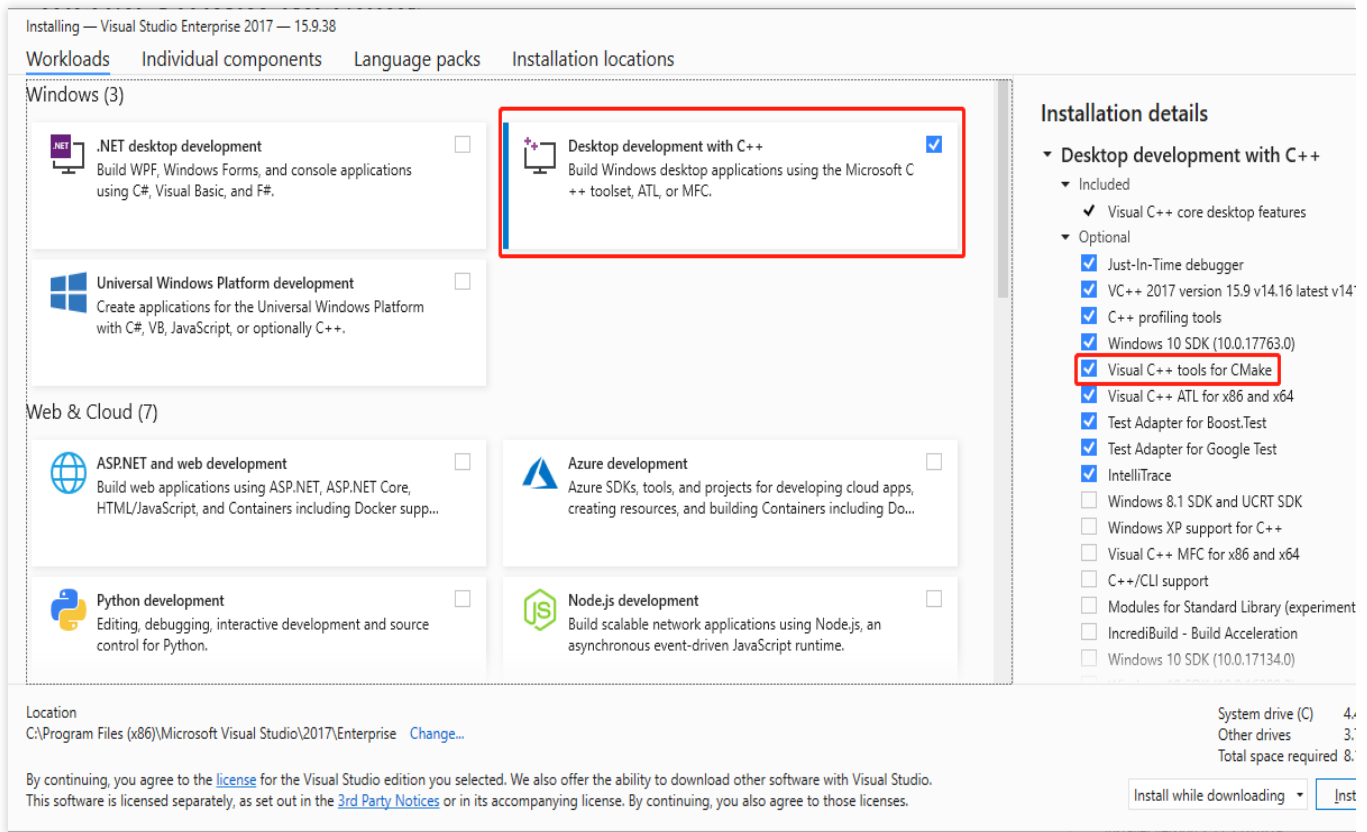 Installing — Visual Studio Enterprise 2017 — 15.9.38
Workloads Individual components Language packs Installation locations
Windows (3)
.NET desktop development
Build WPF, Windows Forms, and console applications
using C#, Visual Basic, and F#.
Desktop development with C++
Build Windows desktop applications using the Microsoft C
++ toolset, ATL, or MFC.
Universal Windows Platform development
Create applications for the Universal Windows Platform
with C#, VB, JavaScript, or optionally C++.
Web & Cloud (7)
ASP.NET and web development
Build web applications using ASP.NET, ASP.NET Core,
HTML/JavaScript, and Containers including Docker supp...
Azure development
Azure SDKs, tools, and projects for developing cloud apps,
creating resources, and building Containers including Do...
Python development
Editing, debugging, interactive development and source
control for Python.
Node.js development
Build scalable network applications using Node.js, an
asynchronous event-driven JavaScript runtime.
Installation details
Desktop development with C++
Included
Visual C++ core desktop features
Optional
Just-In-Time debugger
VC++ 2017 version 15.9 v14.16 latest v141
C++ profiling tools
Windows 10 SDK (10.0.17763.0)
Visual C++ tools for CMake
Visual C++ ATL for x86 and x64
Test Adapter for Boost.Test
Test Adapter for Google Test
IntelliTrace
Windows 8.1 SDK and UCRT SDK
Windows XP support for C++
Visual C++ MFC for x86 and x64
C++/CLI support
Modules for Standard Library (experiment
IncrediBuild - Build Acceleration
Windows 10 SDK (10.0.17134.0)
Location
C:\Program Files (x86)\Microsoft Visual Studio\2017\Enterprise Change...
System drive (C) 4.4
Other drives 3.
Total space required 8.
By continuing, you agree to the license for the Visual Studio edition you selected. We also offer the ability to download other software with Visual Studio.
This software is licensed separately, as set out in the 3rd Party Notices or in its accompanying license. By continuing, you also agree to those licenses.
Install while downloading Inst